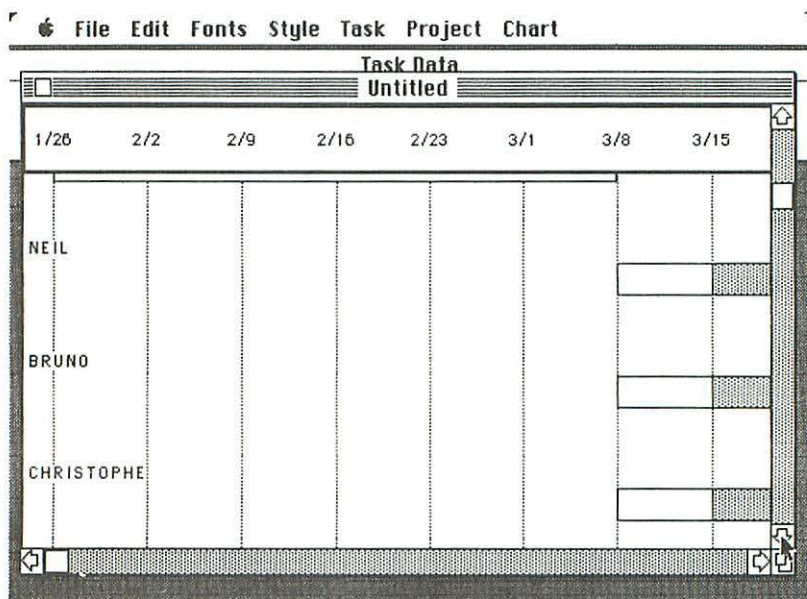 File Edit Fonts Style Task Project Chart
Task Data
Untitled
1/26 2/2 2/9 2/16 2/23 3/1 3/8 3/15
NEIL
BRUNO
CHRISTOPHE